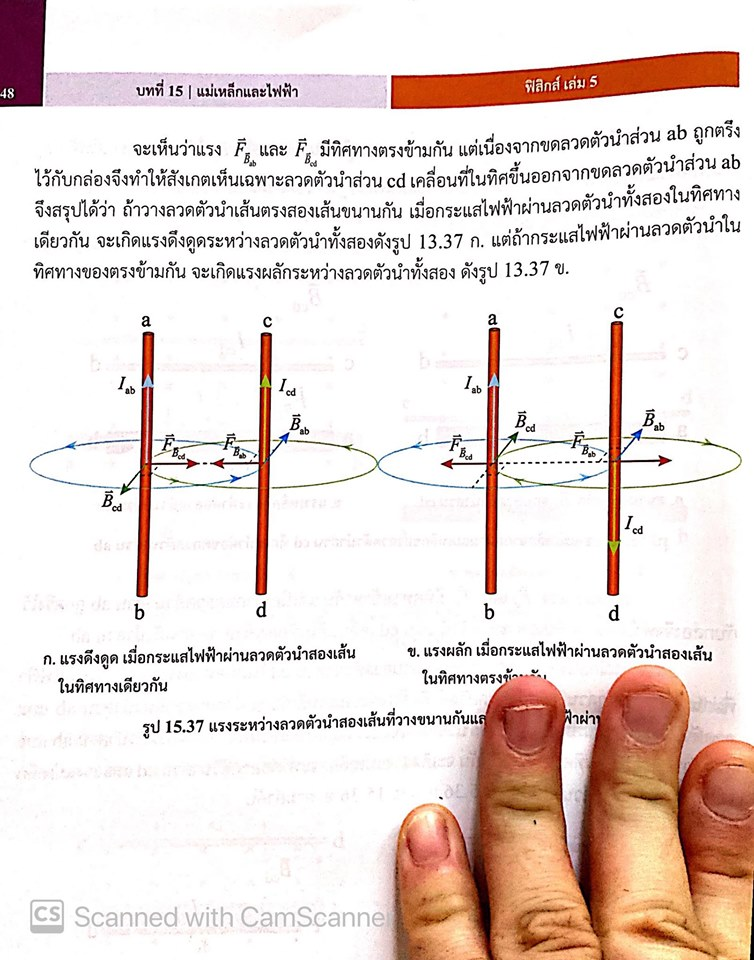 48
บทที่ 15 | แม่เหล็กและไฟฟ้า
ฟิสิกส์ เล่ม 5
จะเห็นว่าแรง F⃗_B⃗ab และ F⃗_B⃗cd มีทิศทางตรงข้ามกัน แต่เนื่องจากขดลวดตัวนำส่วน ab ถูกตรึง
ไว้กับกล่องจึงทำให้สังเกตเห็นเฉพาะลวดตัวนำส่วน cd เคลื่อนที่ในทิศขึ้นออกจากขดลวดตัวนำส่วน ab
จึงสรุปได้ว่า ถ้าวางลวดตัวนำเส้นตรงสองเส้นขนานกัน เมื่อกระแสไฟฟ้าผ่านลวดตัวนำทั้งสองในทิศทาง
เดียวกัน จะเกิดแรงดึงดูดระหว่างลวดตัวนำทั้งสองดังรูป 13.37 ก. แต่ถ้ากระแสไฟฟ้าผ่านลวดตัวนำใน
ทิศทางของตรงข้ามกัน จะเกิดแรงผลักระหว่างลวดตัวนำทั้งสอง ดังรูป 13.37 ข.
a
c
I_ab
I_cd
B⃗_ab
F⃗_B⃗cd
F⃗_B⃗ab
B⃗_cd
b
d
a
c
I_ab
B⃗_cd
B⃗_ab
F⃗_B⃗cd
F⃗_B⃗ab
I_cd
b
d
ก. แรงดึงดูด เมื่อกระแสไฟฟ้าผ่านลวดตัวนำสองเส้น
ในทิศทางเดียวกัน
ข. แรงผลัก เมื่อกระแสไฟฟ้าผ่านลวดตัวนำสองเส้น
ในทิศทางตรงข้ามกัน
รูป 15.37 แรงระหว่างลวดตัวนำสองเส้นที่วางขนานกันและ
CS Scanned with CamScanner